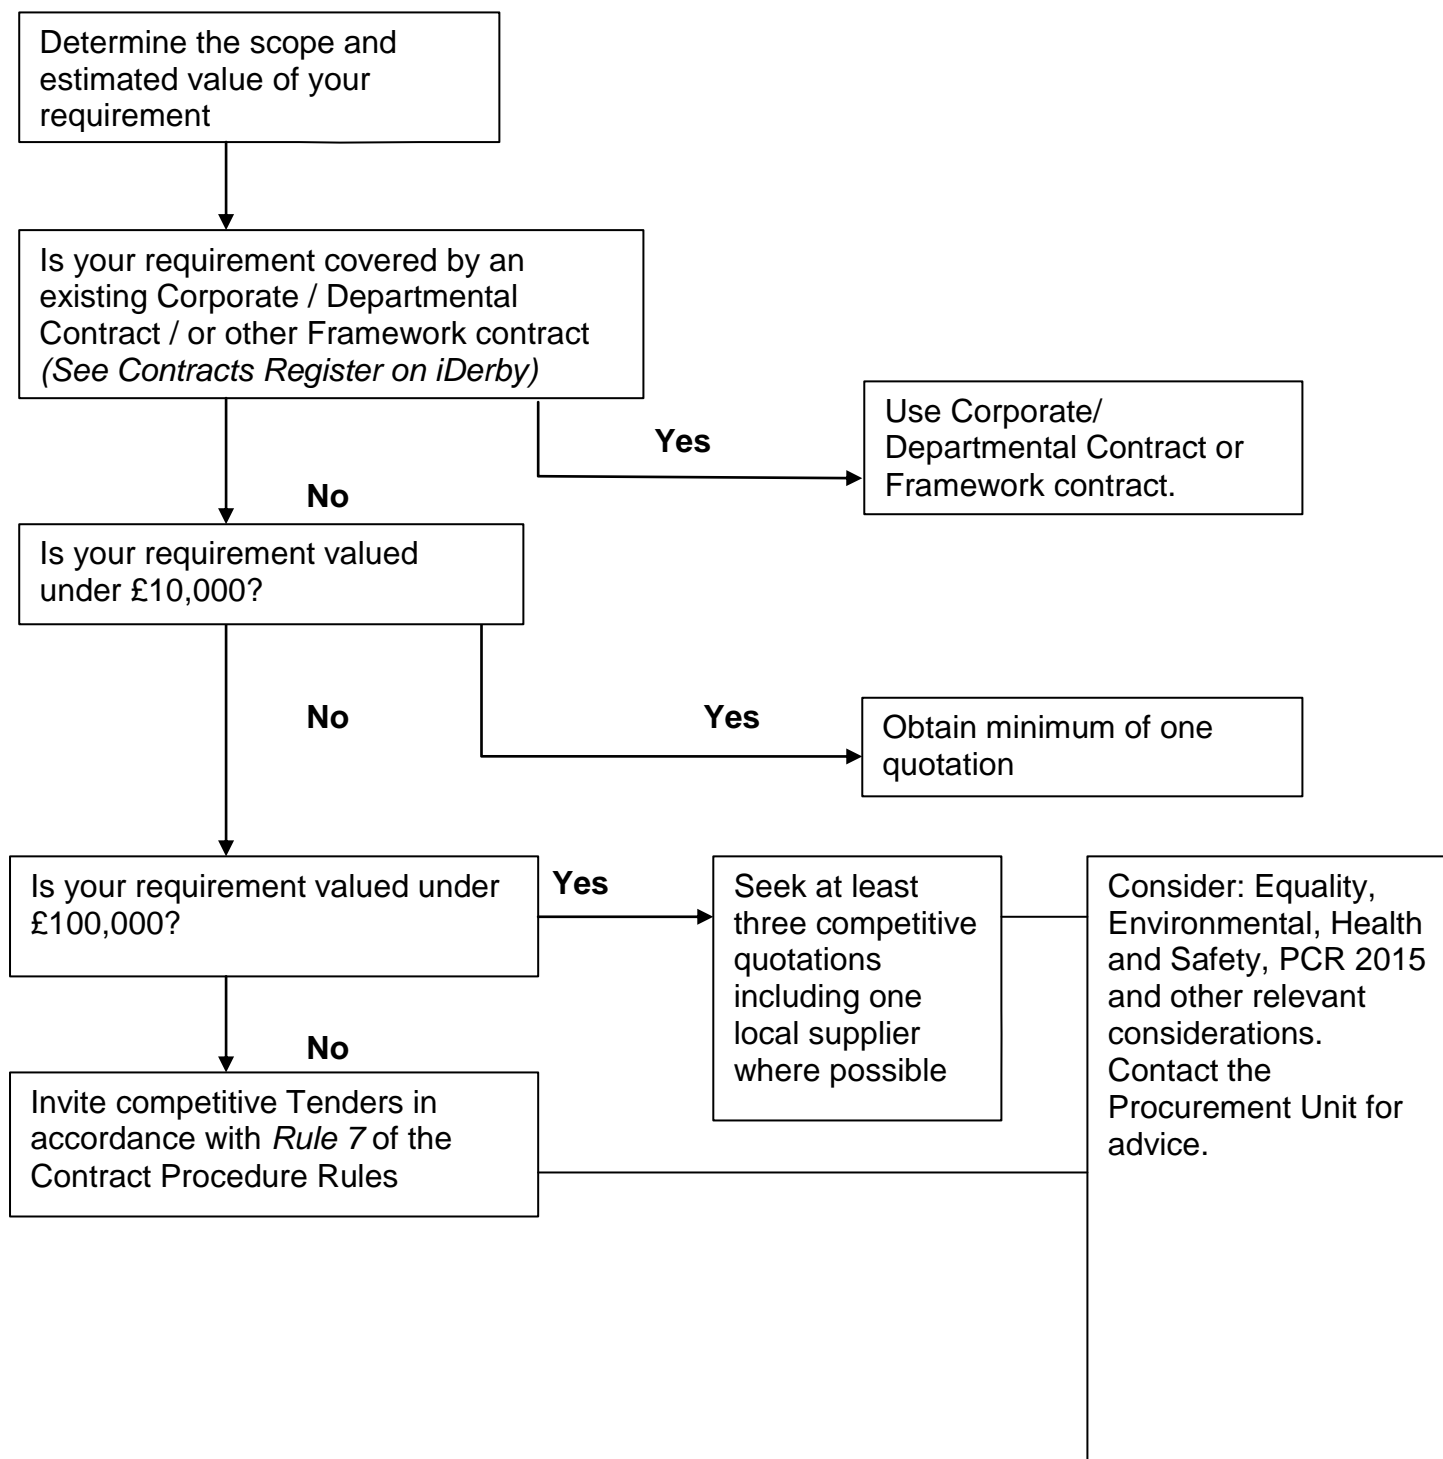 Determine the scope and
estimated value of your
requirement
Is your requirement covered by an
existing Corporate / Departmental
Contract / or other Framework contract
(See Contracts Register on iDerby)
Yes
Use Corporate/
Departmental Contract or
Framework contract.
No
Is your requirement valued
under £10,000?
No
Yes
Obtain minimum of one
quotation
Is your requirement valued under
£100,000?
Yes
Seek at least
three competitive
quotations
including one
local supplier
where possible
Consider: Equality,
Environmental, Health
and Safety, PCR 2015
and other relevant
considerations.
Contact the
Procurement Unit for
advice.
No
Invite competitive Tenders in
accordance with Rule 7 of the
Contract Procedure Rules